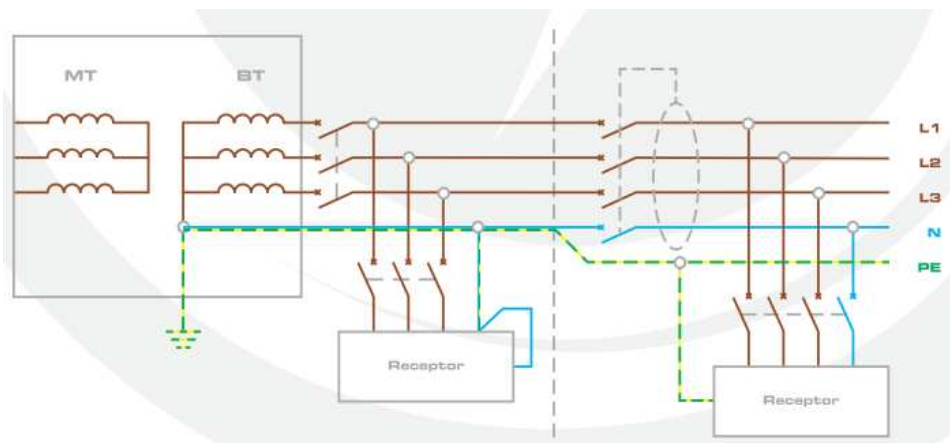 MT
BT
L1
L2
L3
N
PE
Receptor
Receptor